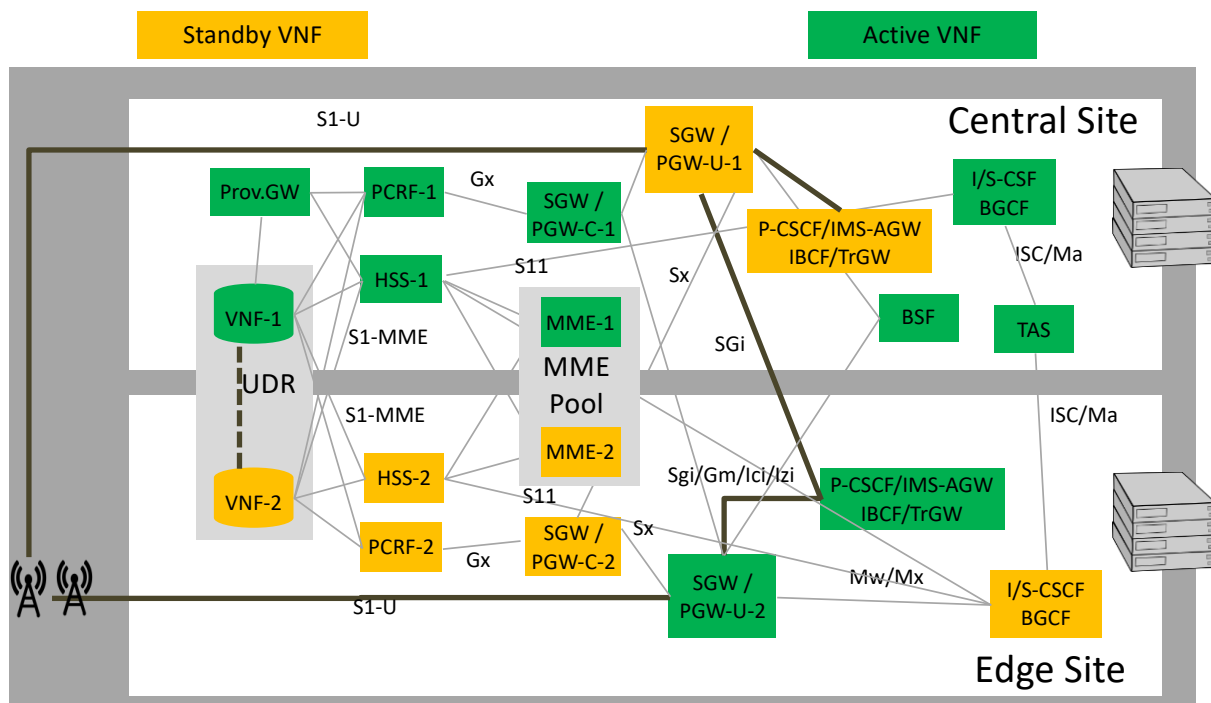 Standby VNF
Active VNF
Central Site
S1-U
SGW /
PGW-U-1
Prov.GW
PCRF-1
Gx
SGW /
PGW-C-1
I/S-CSF
BGCF
P-CSCF/IMS-AGW
IBCF/TrGW
HSS-1
S11
Sx
ISC/Ma
VNF-1
S1-MME
MME-1
BSF
TAS
SGi
UDR
MME
Pool
S1-MME
ISC/Ma
MME-2
HSS-2
Sgi/Gm/Ici/Izi
P-CSCF/IMS-AGW
IBCF/TrGW
VNF-2
S11
PCRF-2
Gx
SGW /
PGW-C-2
Sx
SGW /
PGW-U-2
Mw/Mx
I/S-CSCF
BGCF
S1-U
Edge Site